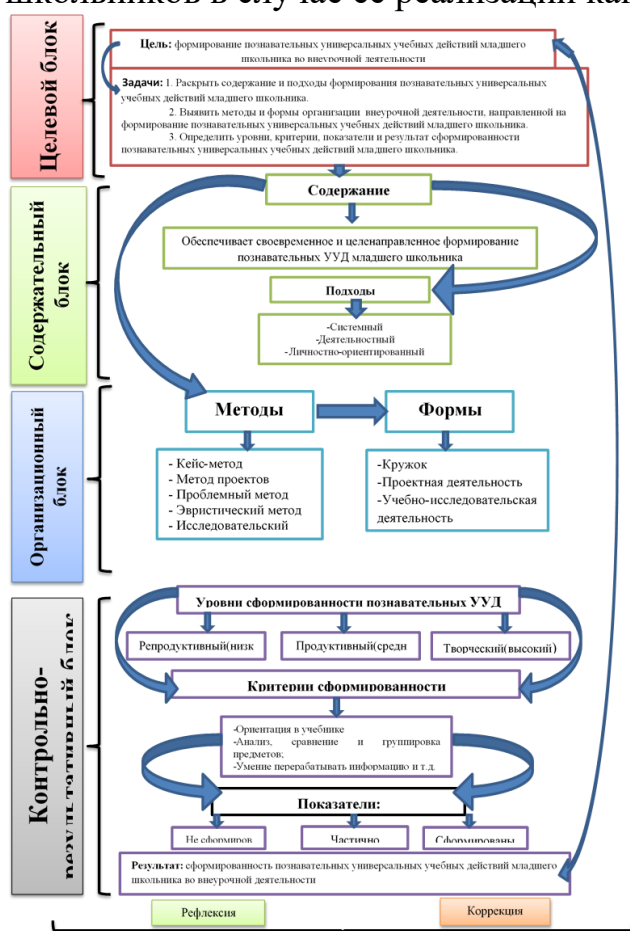 школьников в случае ее реализации как
Целевой блок
Цель: формирование познавательных универсальных учебных действий младшего
школьника во внеурочной деятельности
Задачи: 1. Раскрыть содержание и подходы формирования познавательных универсальных
учебных действий младшего школьника.
2. Выявить методы и формы организации внеурочной деятельности, направленной на
формирование познавательных универсальных учебных действий младшего школьника.
3. Определить уровни, критерии, показатели и результат сформированности
познавательных универсальных учебных действий младшего школьника.
Содержательный
блок
Содержание
Обеспечивает своевременное и целенаправленное формирование
познавательных УУД младшего школьника
Подходы
-Системный
-Деятельностный
-Личностно-ориентированный
Организационный
блок
Методы
Формы
- Кейс-метод
- Метод проектов
- Проблемный метод
- Эвристический метод
- Исследовательский
-Кружок
-Проектная деятельность
-Учебно-исследовательская
деятельность
Контрольно-
результативный блок
Уровни сформированности познавательных УУД
Репродуктивный(низк
Продуктивный(средн
Творческий(высокий)
Критерии сформированности
-Ориентация в учебнике
-Анализ, сравнение и группировка
предметов;
-Умение перерабатывать информацию и т.д.
Показатели:
Не сформиров
Частично
Сформированы
Результат: сформированность познавательных универсальных учебных действий младшего
школьника во внеурочной деятельности
Рефлексия
Коррекция